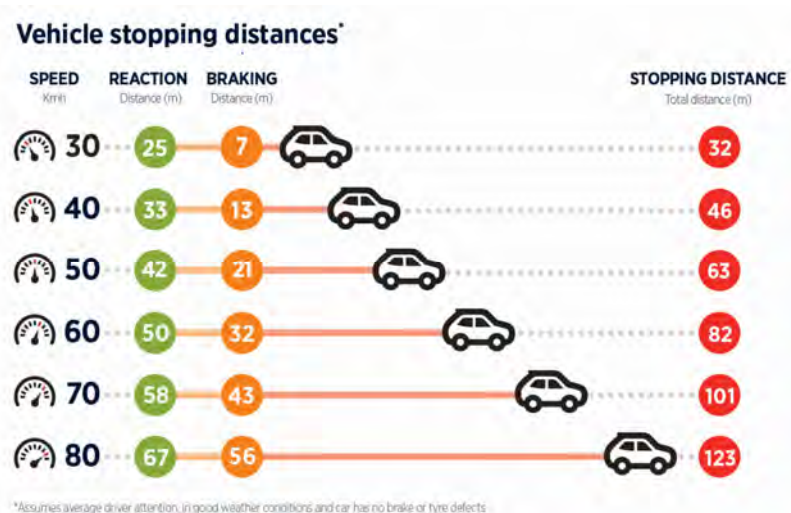 Vehicle stopping distances*
SPEED REACTION BRAKING STOPPING DISTANCE
Km/h Distance (m) Distance (m) Total distance (m)
30 25 7 32
40 33 13 46
50 42 21 63
60 50 32 82
70 58 43 101
80 67 56 123
*Assumes average driver attention, in good weather conditions and car has no brake or tyre defects